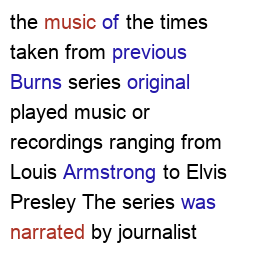 the music of the times
taken from previous
Burns series original
played music or
recordings ranging from
Louis Armstrong to Elvis
Presley The series was
narrated by journalist